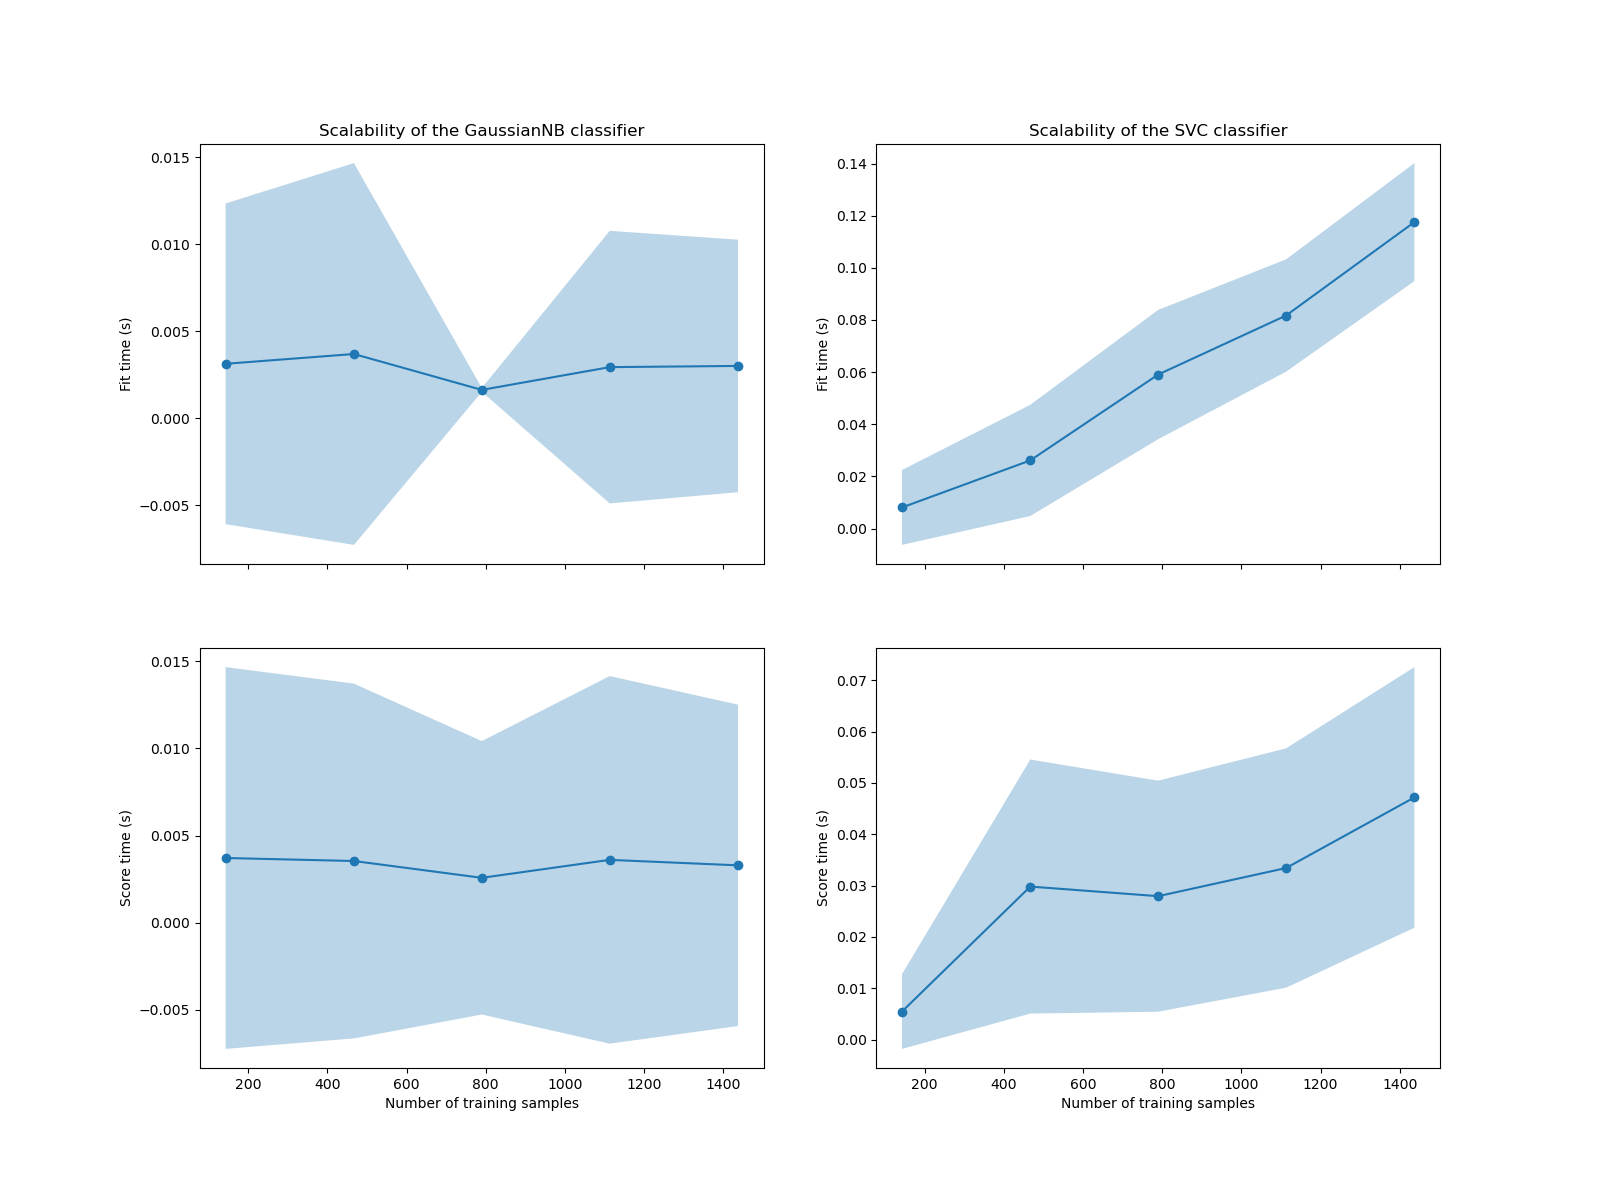 Scalability of the GaussianNB classifier
0.015
0.010
0.005
0.000
−0.005
Fit time (s)
Scalability of the SVC classifier
0.14
0.12
0.10
0.08
0.06
0.04
0.02
0.00
Fit time (s)
0.015
0.010
0.005
0.000
−0.005
Score time (s)
200 400 600 800 1000 1200 1400
Number of training samples
0.07
0.06
0.05
0.04
0.03
0.02
0.01
0.00
Score time (s)
200 400 600 800 1000 1200 1400
Number of training samples